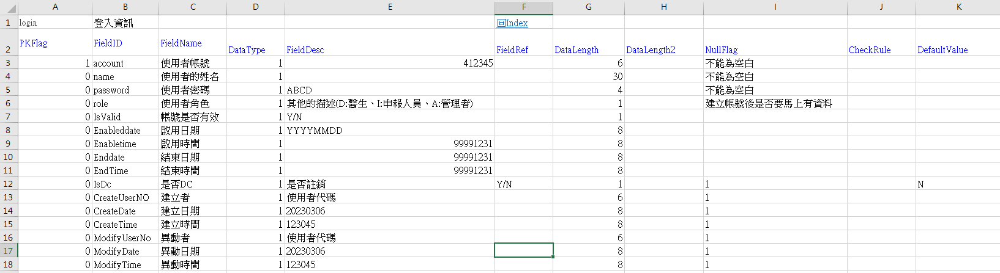 A B C D E F G H I J K
1 login 登入資訊 回Index
2 PKFlag FieldID FieldName DataType FieldDesc FieldRef DataLength DataLength2 NullFlag CheckRule DefaultValue
3 1 account 使用者帳號 1 412345 6 不能為空白
4 0 name 使用者的姓名 1 30 不能為空白
5 0 password 使用者密碼 1 ABCD 4 不能為空白
6 0 role 使用者角色 1 其他的描述(D:醫生、I:申報人員、A:管理者) 1 建立帳號後是否要馬上有資料
7 0 IsValid 帳號是否有效 1 Y/N 1
8 0 Enableddate 啟用日期 1 YYYYMMDD 8
9 0 Enabletime 啟用時間 1 99991231 8
10 0 Enddate 結束日期 1 99991231 8
11 0 EndTime 結束時間 1 99991231 8
12 0 IsDc 是否DC 1 是否註銷 Y/N 1 1 N
13 0 CreateUserNO 建立者 1 使用者代碼 6 1
14 0 CreateDate 建立日期 1 20230306 8 1
15 0 CreateTime 建立時間 1 123045 8 1
16 0 ModifyUserNo 異動者 1 使用者代碼 6 1
17 0 ModifyDate 異動日期 1 20230306 8 1
18 0 ModifyTime 異動時間 1 123045 8 1